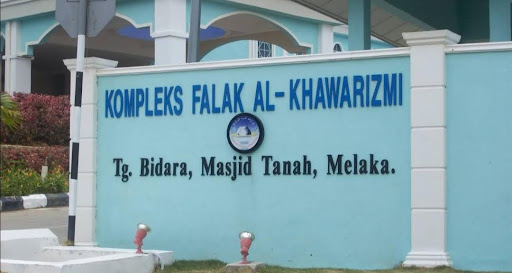 KOMPLEKS FALAK AL-KHAWARIZMI
Tg. Bidara, Masjid Tanah, Melaka.